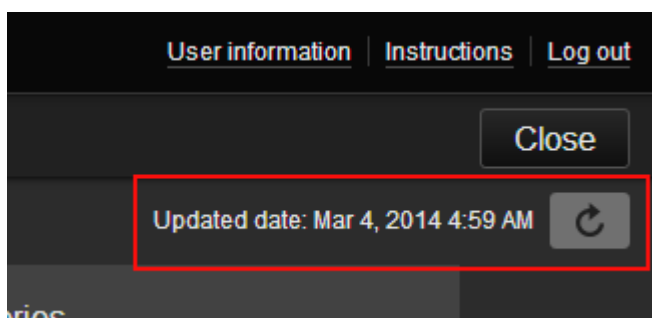 User information Instructions Log out
Close
Updated date: Mar 4, 2014 4:59 AM